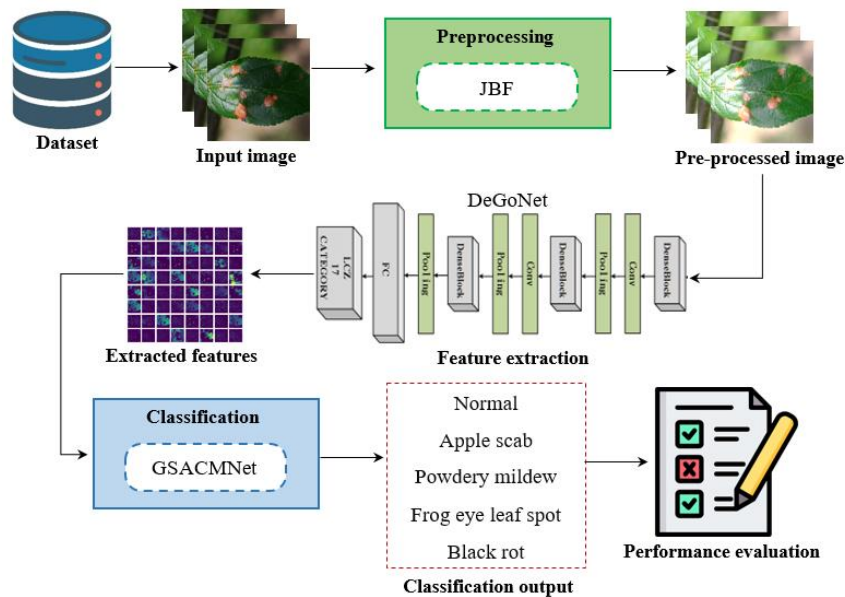 Dataset
Input image
Preprocessing
JBF
Pre-processed image
DeGoNet
DenseBlock
Conv
Pooling
DenseBlock
Conv
Pooling
DenseBlock
Pooling
FC
LCZ
17
CATEGORY
Feature extraction
Extracted features
Classification
GSACMNet
Normal
Apple scab
Powdery mildew
Frog eye leaf spot
Black rot
Classification output
Performance evaluation